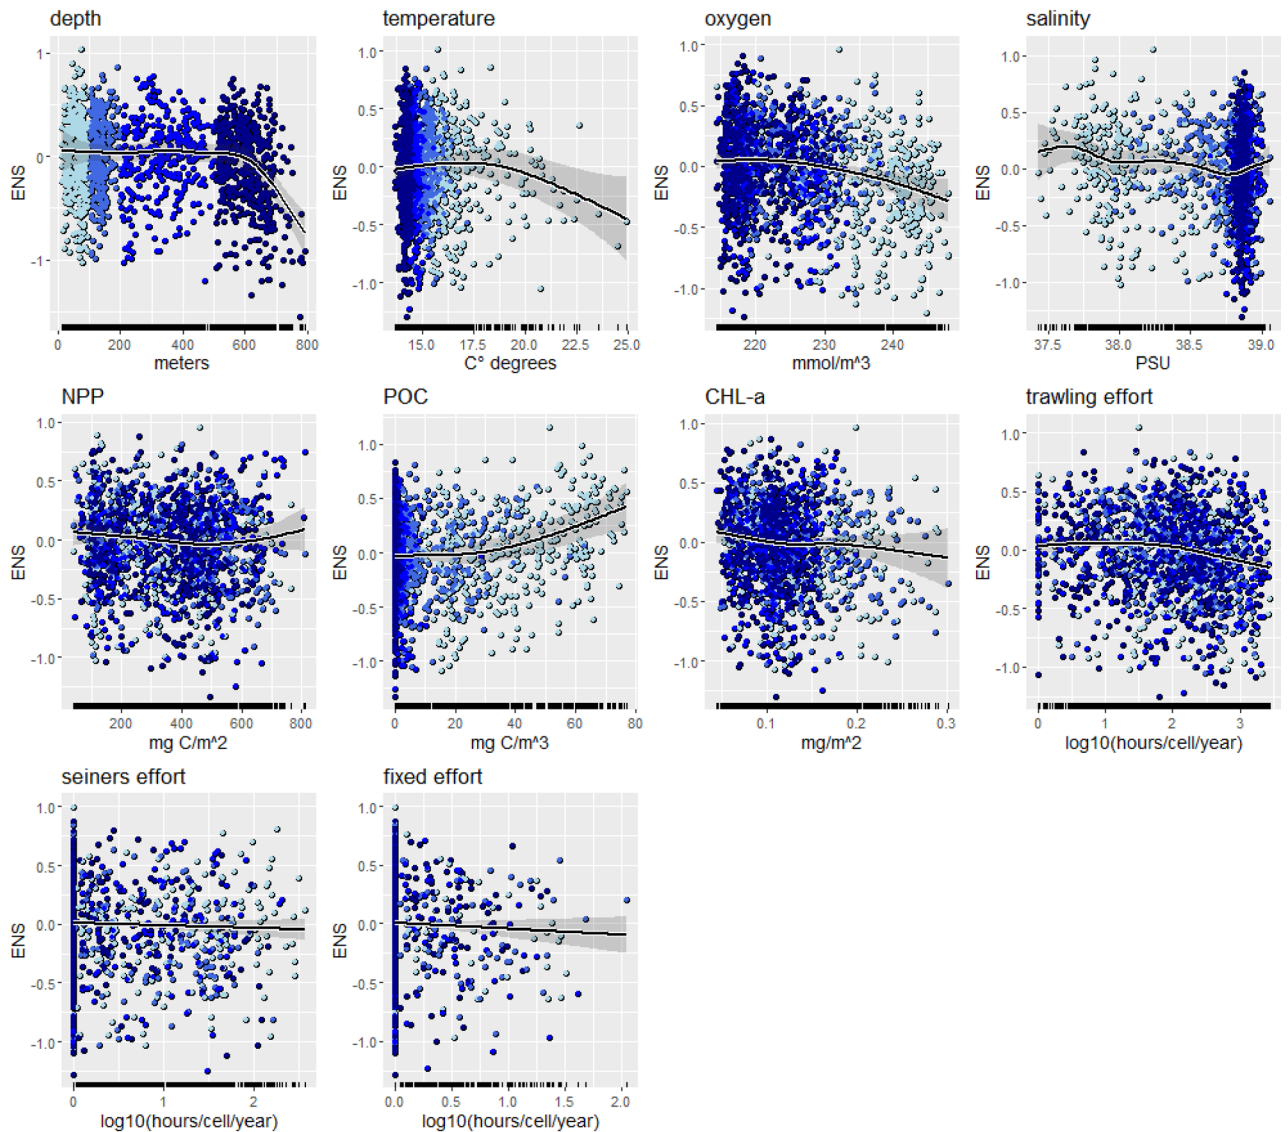 depth
temperature
oxygen
salinity
1
0
-1
ENS
0 200 400 600 800
meters
1.0
0.5
0.0
-0.5
-1.0
ENS
15.0 17.5 20.0 22.5 25.0
C° degrees
1.0
0.5
0.0
-0.5
-1.0
ENS
220 230 240
mmol/m^3
1.0
0.5
0.0
-0.5
-1.0
ENS
37.5 38.0 38.5 39.0
PSU
NPP
POC
CHL-a
trawling effort
1.0
0.5
0.0
-0.5
-1.0
ENS
200 400 600 800
mg C/m^2
1.0
0.5
0.0
-0.5
-1.0
ENS
0 20 40 60 80
mg C/m^3
1.0
0.5
0.0
-0.5
-1.0
ENS
0.1 0.2 0.3
mg/m^2
1.0
0.5
0.0
-0.5
-1.0
ENS
0 1 2 3
log10(hours/cell/year)
seiners effort
fixed effort
1.0
0.5
0.0
-0.5
-1.0
ENS
0 1 2
log10(hours/cell/year)
1.0
0.5
0.0
-0.5
-1.0
ENS
0.0 0.5 1.0 1.5 2.0
log10(hours/cell/year)